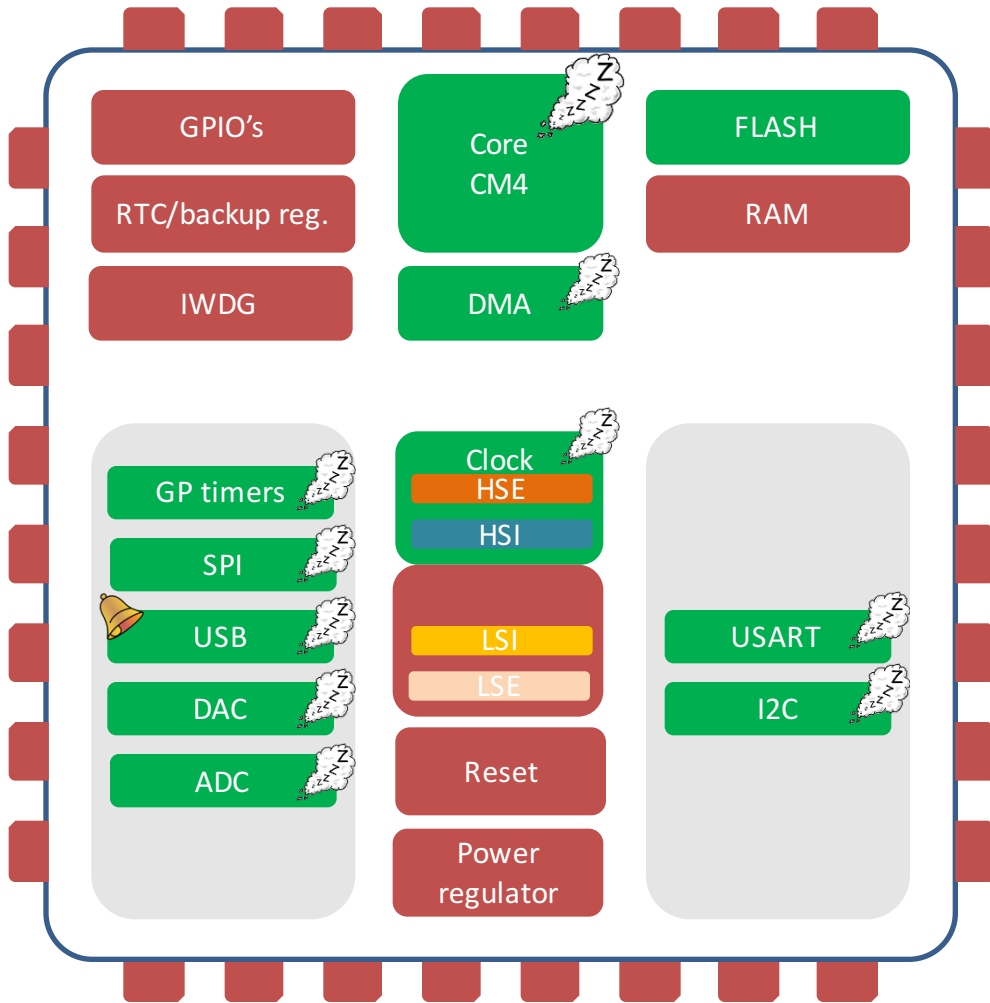 GPIO's
RTC/backup reg.
IWDG
Core
CM4
DMA
FLASH
RAM
GP timers
SPI
USB
DAC
ADC
Clock
HSE
HSI
LSI
LSE
Reset
Power
regulator
USART
I2C